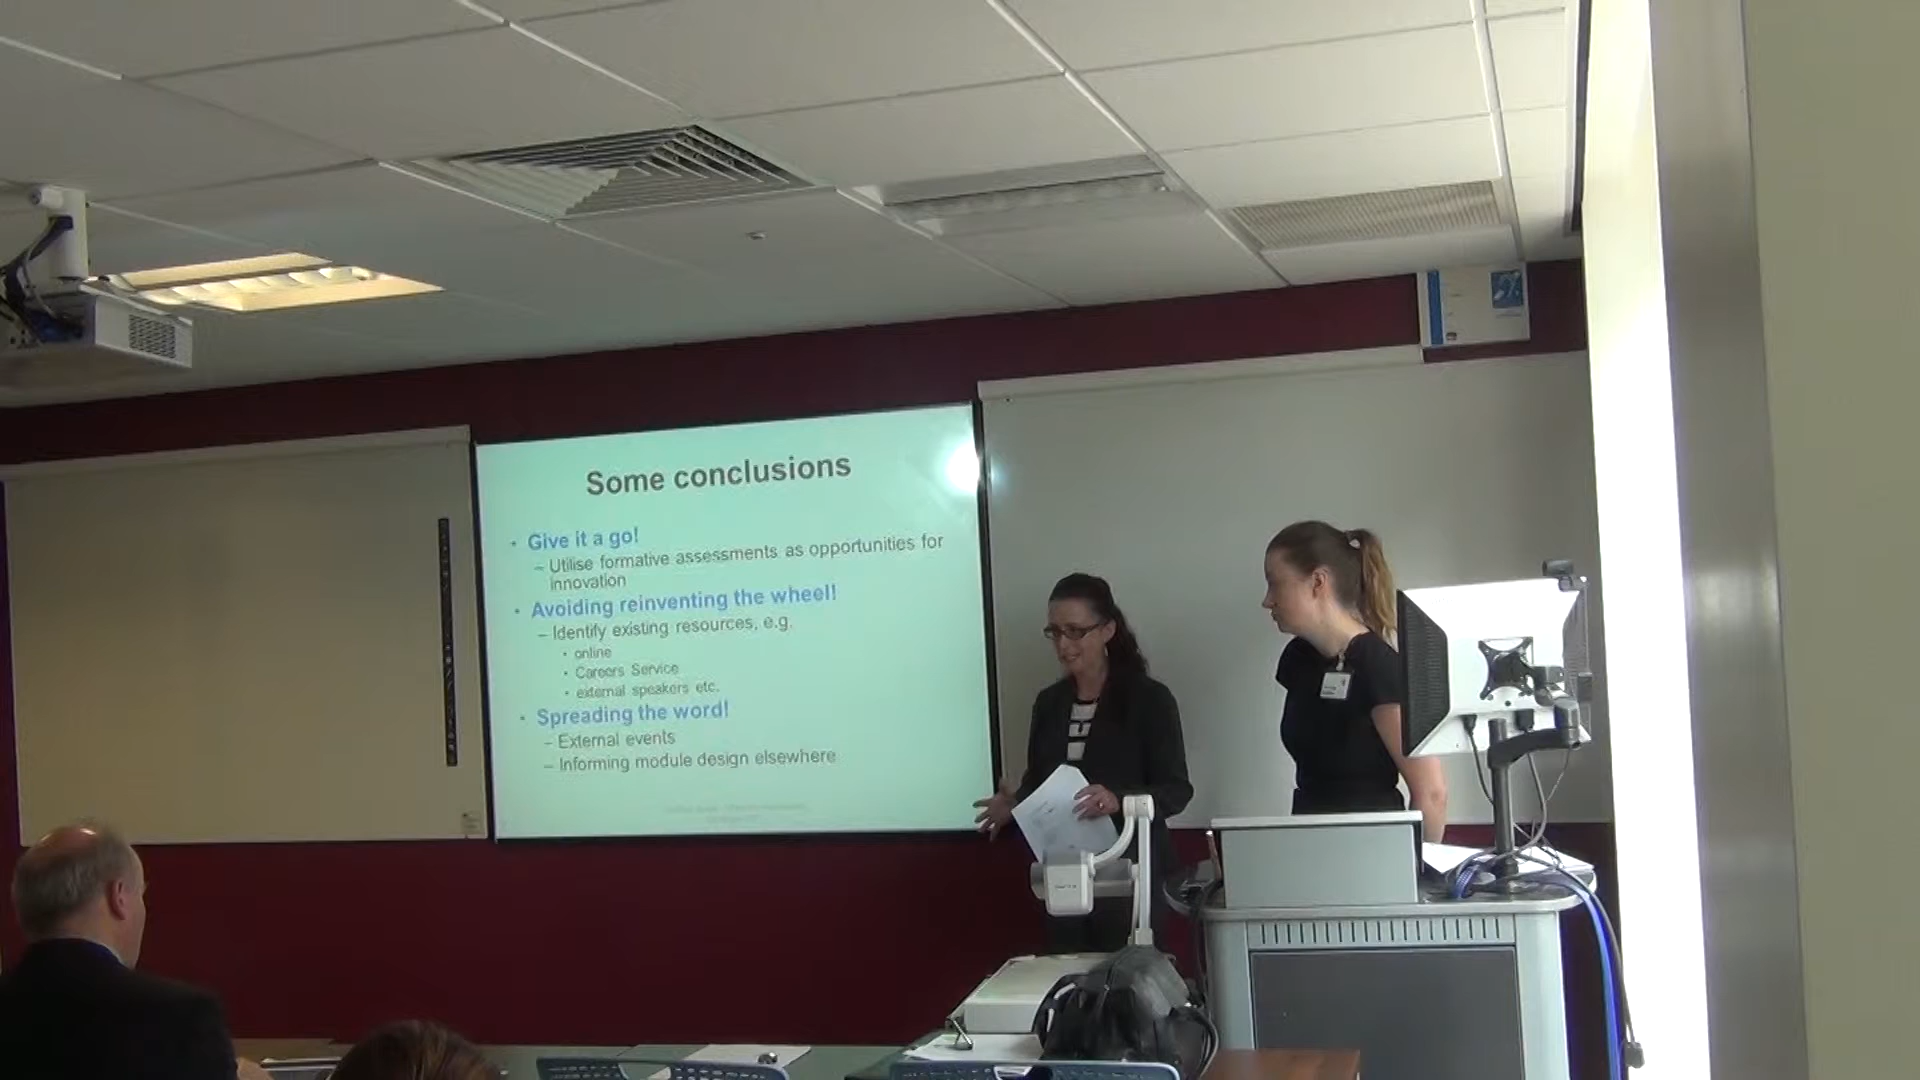 Some conclusions
• Give it a go!
– Utilise formative assessments as opportunities for
innovation
• Avoiding reinventing the wheel!
– Identify existing resources, e.g.
• online
• Careers Service
• external speakers etc.
• Spreading the word!
– External events
– Informing module design elsewhere